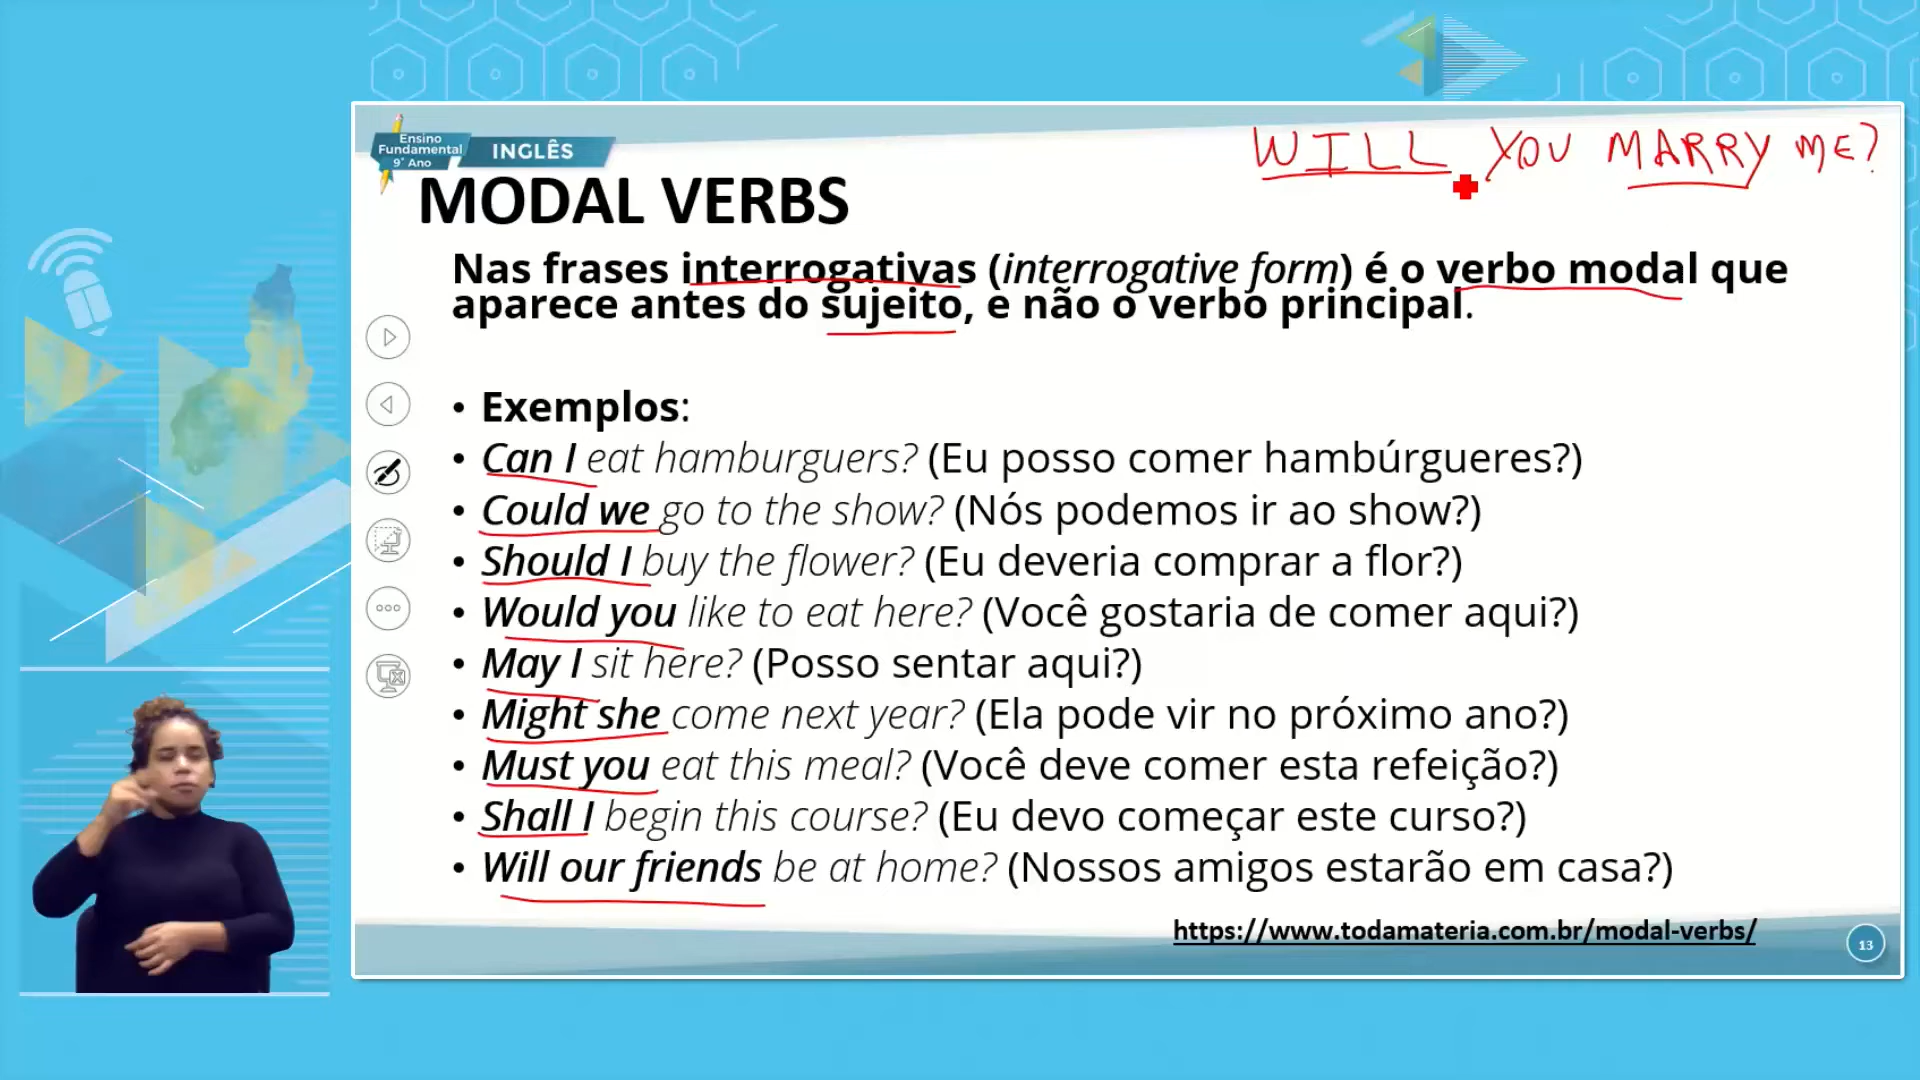 Ensino
Fundamental
9° Ano
INGLÊS
WILL YOU MARRY ME?
MODAL VERBS
Nas frases interrogativas (interrogative form) é o verbo modal que
aparece antes do sujeito, e não o verbo principal.
• Exemplos:
• Can I eat hamburguers? (Eu posso comer hambúrgueres?)
• Could we go to the show? (Nós podemos ir ao show?)
• Should I buy the flower? (Eu deveria comprar a flor?)
• Would you like to eat here? (Você gostaria de comer aqui?)
• May I sit here? (Posso sentar aqui?)
• Might she come next year? (Ela pode vir no próximo ano?)
• Must you eat this meal? (Você deve comer esta refeição?)
• Shall I begin this course? (Eu devo começar este curso?)
• Will our friends be at home? (Nossos amigos estarão em casa?)
https://www.todamateria.com.br/modal-verbs/
13